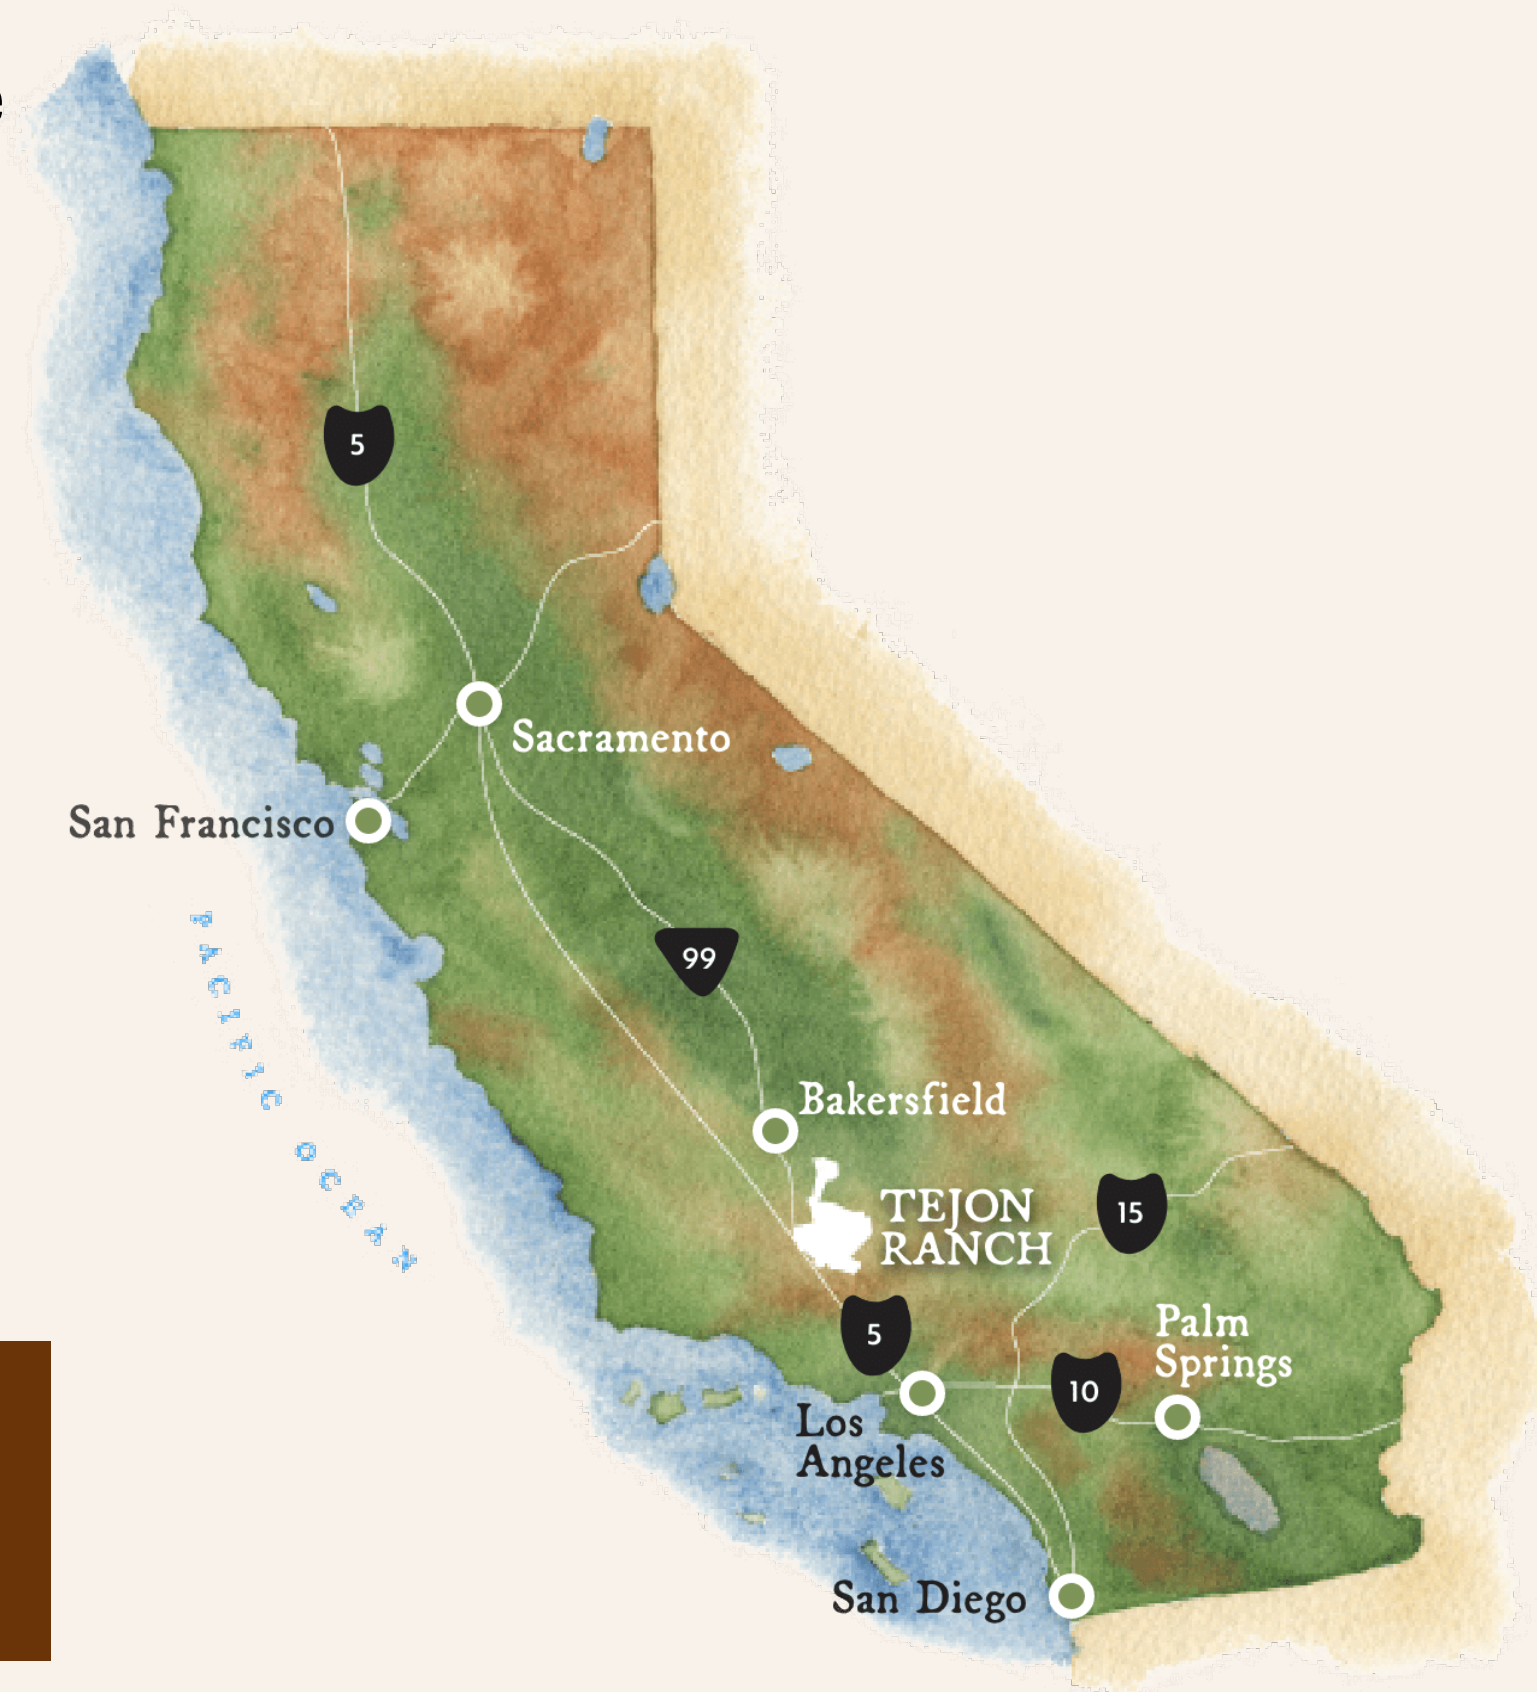 5
Sacramento
San Francisco
99
PACIFIC OCEAN
Bakersfield
TEJON
RANCH
15
Palm
Springs
5
10
Los
Angeles
San Diego